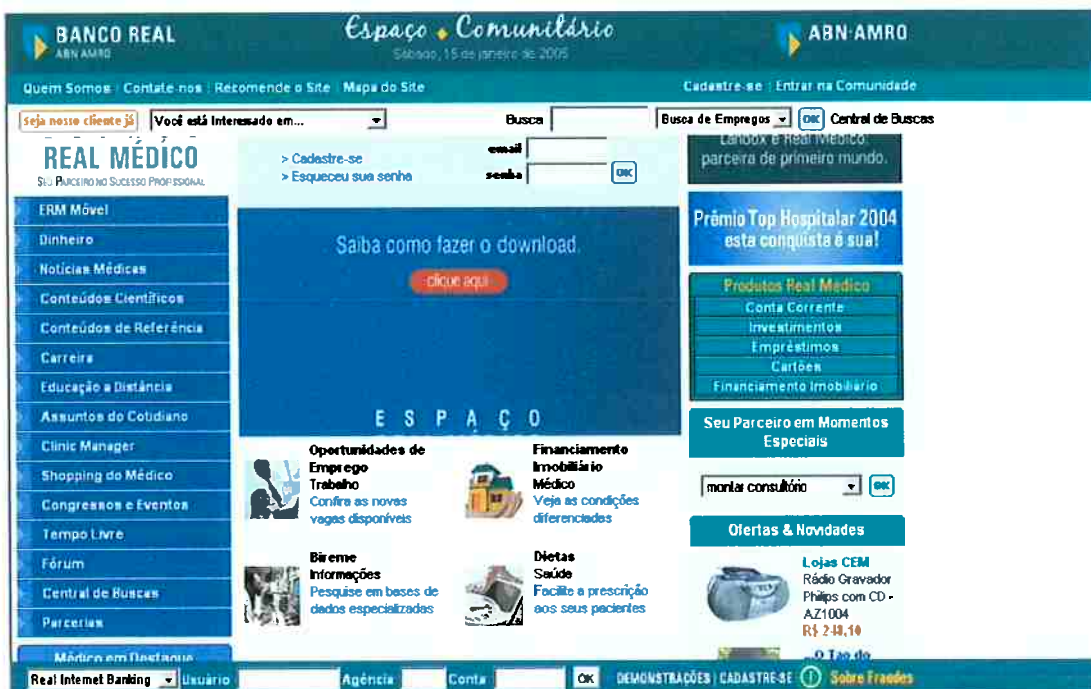 BANCO REAL
ABN AMRO
Espaço Comunitário
Sábado, 15 de janeiro de 2005
ABN·AMRO
Quem Somos | Contate-nos | Recomende o Site | Mapa do Site
Cadastre-se | Entrar na Comunidade
Seja nosso cliente já
Você está Interessado em...
Busca
Busca de Empregos
OK
Central de Buscas
REAL MÉDICO
SEU PARCEIRO NO SUCESSO PROFISSIONAL
ERM Móvel
Dinheiro
Notícias Médicas
Conteúdos Científicos
Conteúdos de Referência
Carreira
Educação a Distância
Assuntos do Cotidiano
Clinic Manager
Shopping do Médico
Congressos e Eventos
Tempo Livre
Fórum
Central de Buscas
Parcerias
Médico em Destaque
> Cadastre-se
> Esqueceu sua senha
email
senha
OK
Saiba como fazer o download.
clique aqui
ESPAÇO
Oportunidades de
Emprego
Trabalho
Confira as novas
vagas disponíveis
Financiamento
Imobiliário
Médico
Veja as condições
diferenciadas
Bireme
Informações
Pesquise em bases de
dados especializadas
Dietas
Saúde
Facilite a prescrição
aos seus pacientes
Lanbox e Real Médico:
parceira de primeiro mundo.
Prêmio Top Hospitalar 2004
esta conquista é sua!
Produtos Real Médico
Conta Corrente
Investimentos
Empréstimos
Cartões
Financiamento Imobiliário
Seu Parceiro em Momentos
Especiais
montar consultório
OK
Ofertas & Novidades
Lojas CEM
Rádio Gravador
Philips com CD -
AZ1004
R$ 248,10
...O Tao do
Real Internet Banking
Usuário
Agência
Conta
OK
DEMONSTRAÇÕES | CADASTRE-SE
Sobre Fraudes